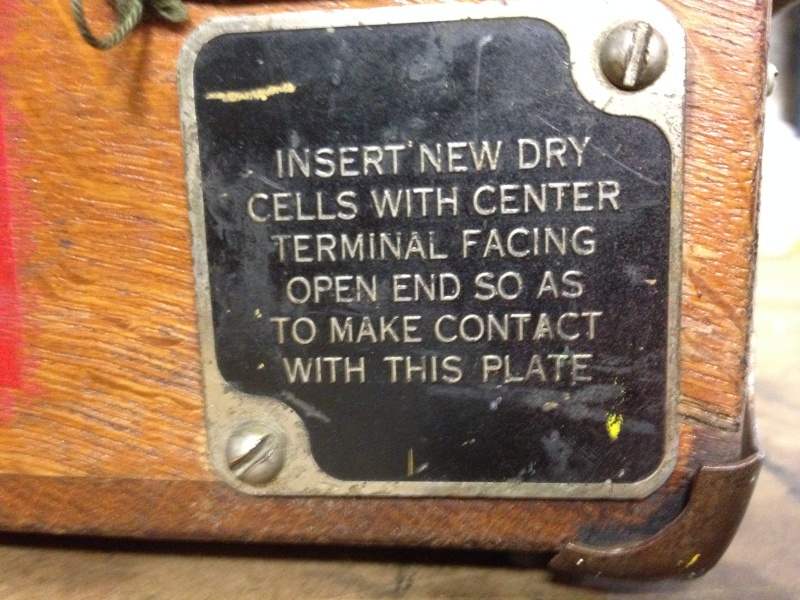 INSERT NEW DRY
CELLS WITH CENTER
TERMINAL FACING
OPEN END SO AS
TO MAKE CONTACT
WITH THIS PLATE